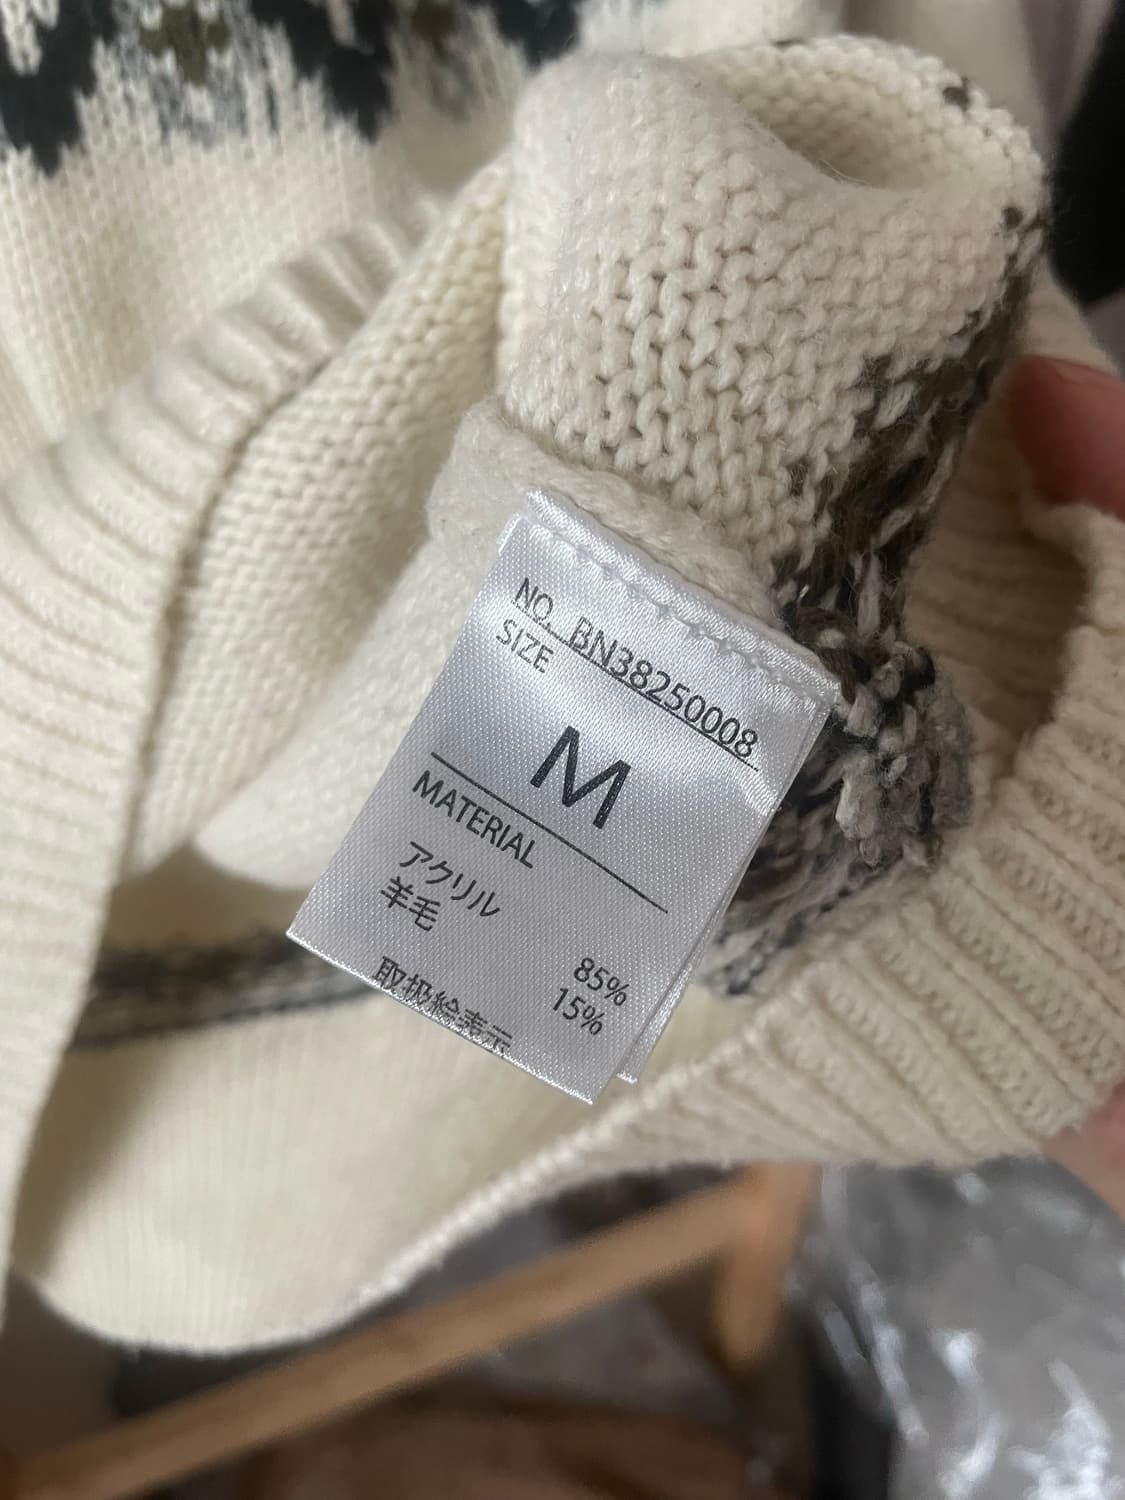 NO. BN38250008
SIZE
M
MATERIAL
アクリル 85%
羊毛 15%
取扱絵表示